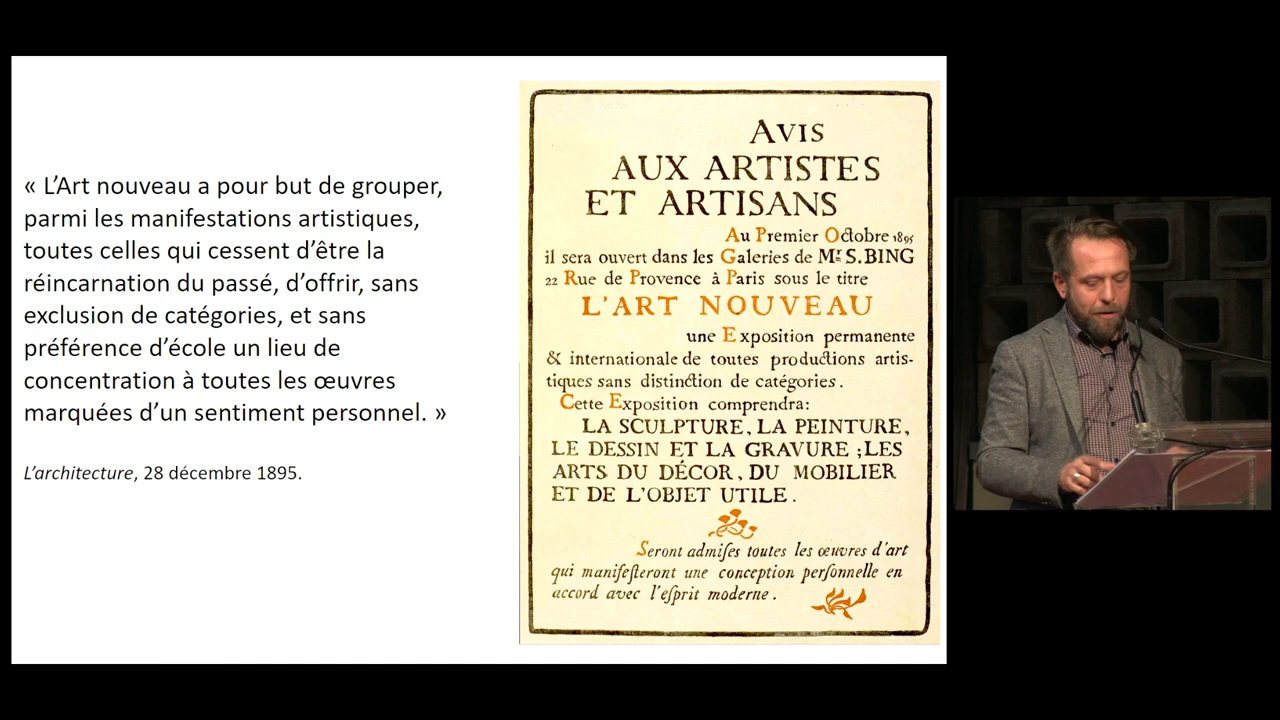 « L’Art nouveau a pour but de grouper,
parmi les manifestations artistiques,
toutes celles qui cessent d’être la
réincarnation du passé, d’offrir, sans
exclusion de catégories, et sans
préférence d’école un lieu de
concentration à toutes les œuvres
marquées d’un sentiment personnel. »
L’architecture, 28 décembre 1895.
AVIS
AUX ARTISTES
ET ARTISANS
Au Premier Octobre 1895
il sera ouvert dans les Galeries de Mr. S. BING
22 Rue de Provence à Paris sous le titre
L'ART NOUVEAU
une Exposition permanente
& internationale de toutes productions artis-
tiques sans distinction de catégories.
Cette Exposition comprendra:
LA SCULPTURE, LA PEINTURE,
LE DESSIN ET LA GRAVURE ; LES
ARTS DU DÉCOR, DU MOBILIER
ET DE L'OBJET UTILE.
Seront admiſes toutes les œuvres d'art
qui manifeſteront une conception perſonnelle en
accord avec l'eſprit moderne.